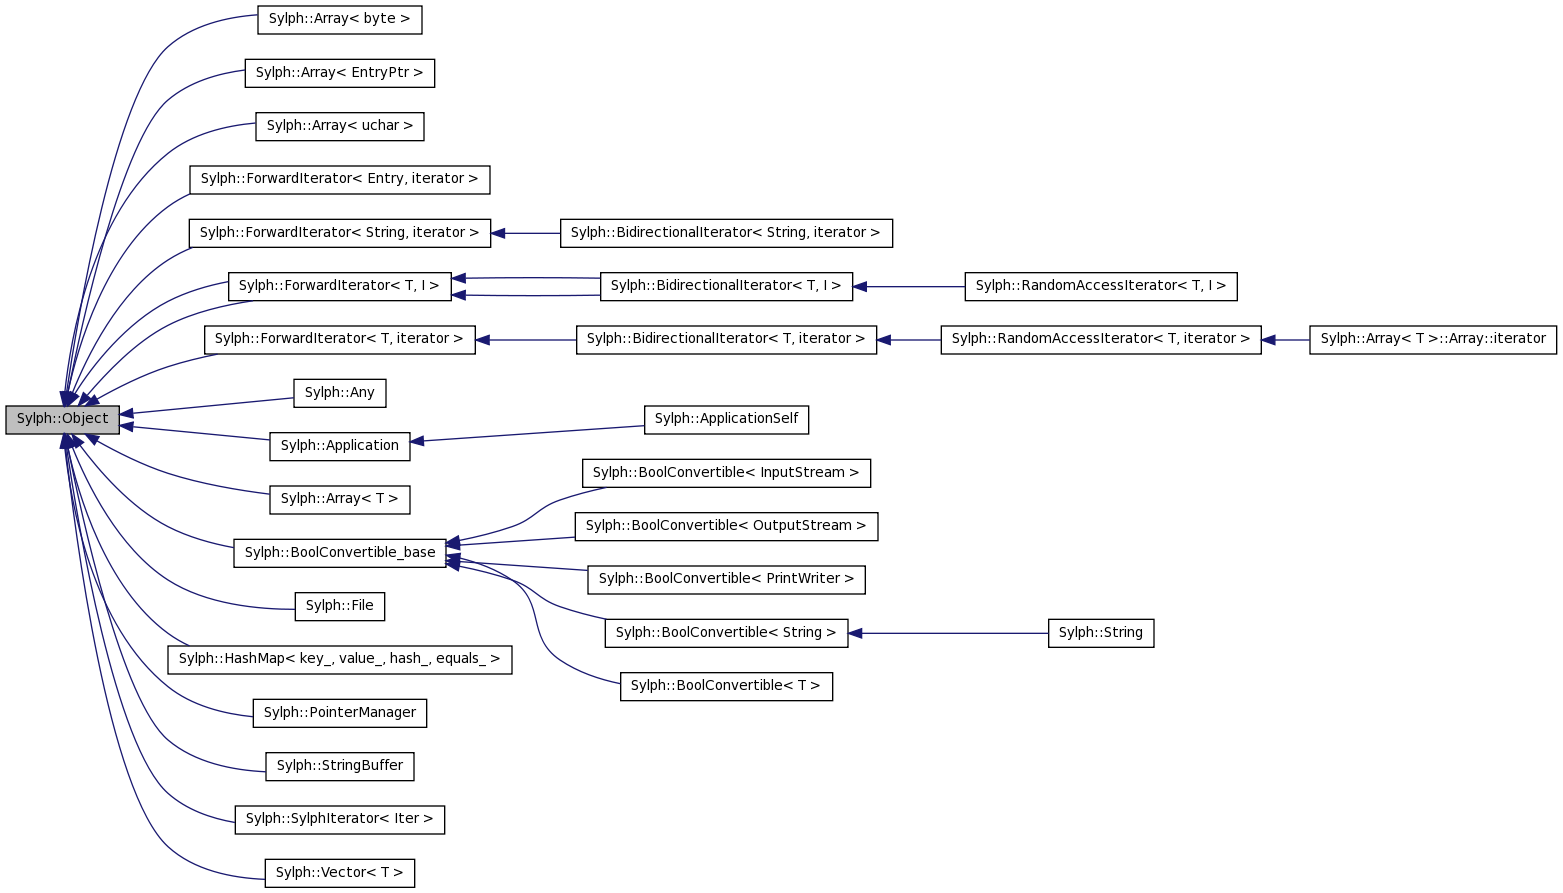 Sylph::Array< byte >
Sylph::Array< EntryPtr >
Sylph::Array< uchar >
Sylph::ForwardIterator< Entry, iterator >
Sylph::ForwardIterator< String, iterator >
Sylph::BidirectionalIterator< String, iterator >
Sylph::ForwardIterator< T, I >
Sylph::BidirectionalIterator< T, I >
Sylph::RandomAccessIterator< T, I >
Sylph::ForwardIterator< T, iterator >
Sylph::BidirectionalIterator< T, iterator >
Sylph::RandomAccessIterator< T, iterator >
Sylph::Array< T >::Array::iterator
Sylph::Any
Sylph::Object
Sylph::ApplicationSelf
Sylph::Application
Sylph::BoolConvertible< InputStream >
Sylph::Array< T >
Sylph::BoolConvertible< OutputStream >
Sylph::BoolConvertible_base
Sylph::BoolConvertible< PrintWriter >
Sylph::File
Sylph::BoolConvertible< String >
Sylph::String
Sylph::HashMap< key_, value_, hash_, equals_ >
Sylph::BoolConvertible< T >
Sylph::PointerManager
Sylph::StringBuffer
Sylph::SylphIterator< Iter >
Sylph::Vector< T >